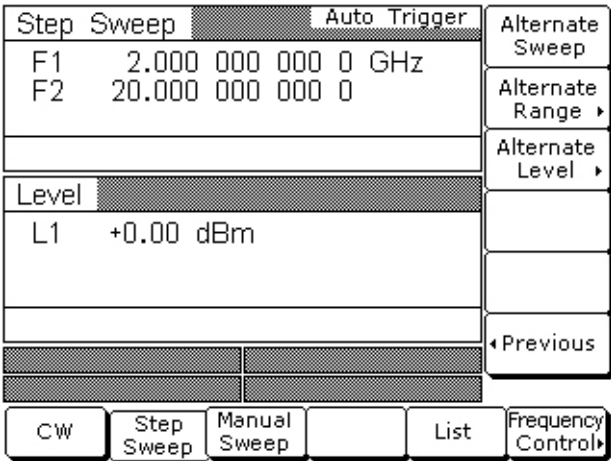 Step Sweep Auto Trigger
F1 2.000 000 000 0 GHz
F2 20.000 000 000 0
Level
L1 +0.00 dBm
Alternate
Sweep
Alternate
Range ▸
Alternate
Level ▸
◂Previous
CW
Step
Sweep
Manual
Sweep
List
Frequency
Control▸